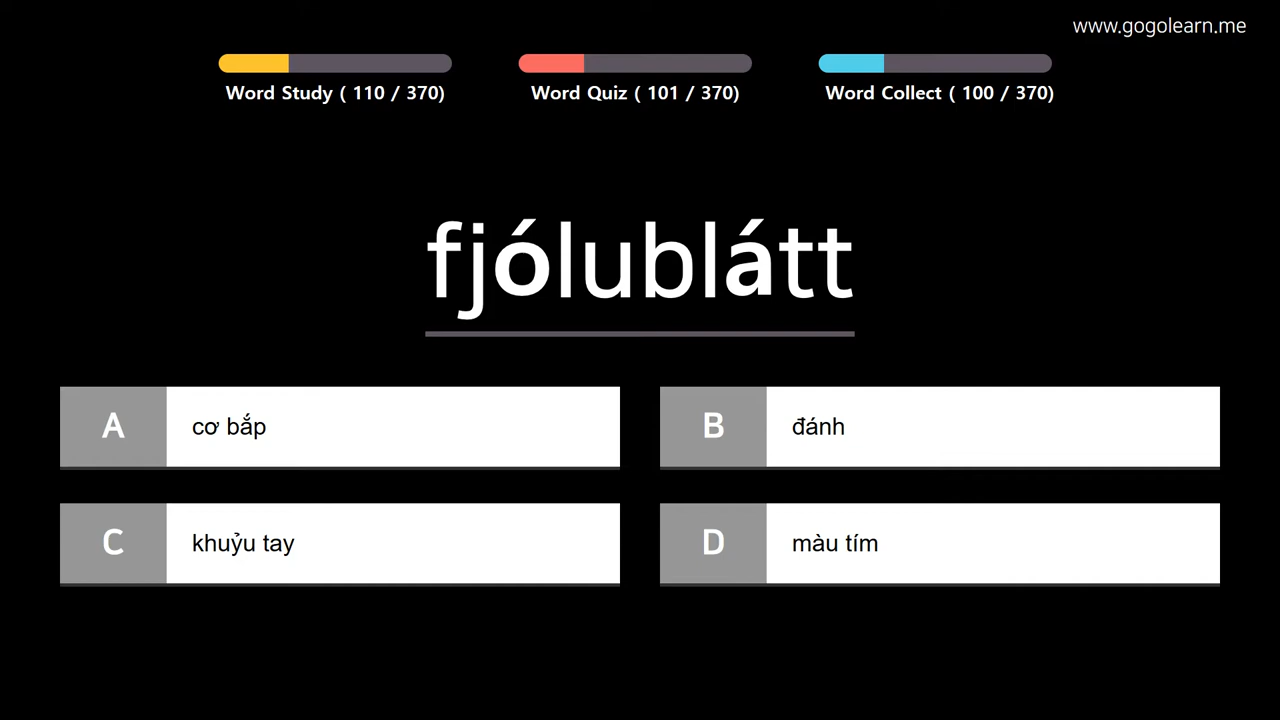 www.gogolearn.me
Word Study ( 110 / 370)
Word Quiz ( 101 / 370)
Word Collect ( 100 / 370)
fjólublátt
A cơ bắp
B đánh
C khuỷu tay
D màu tím